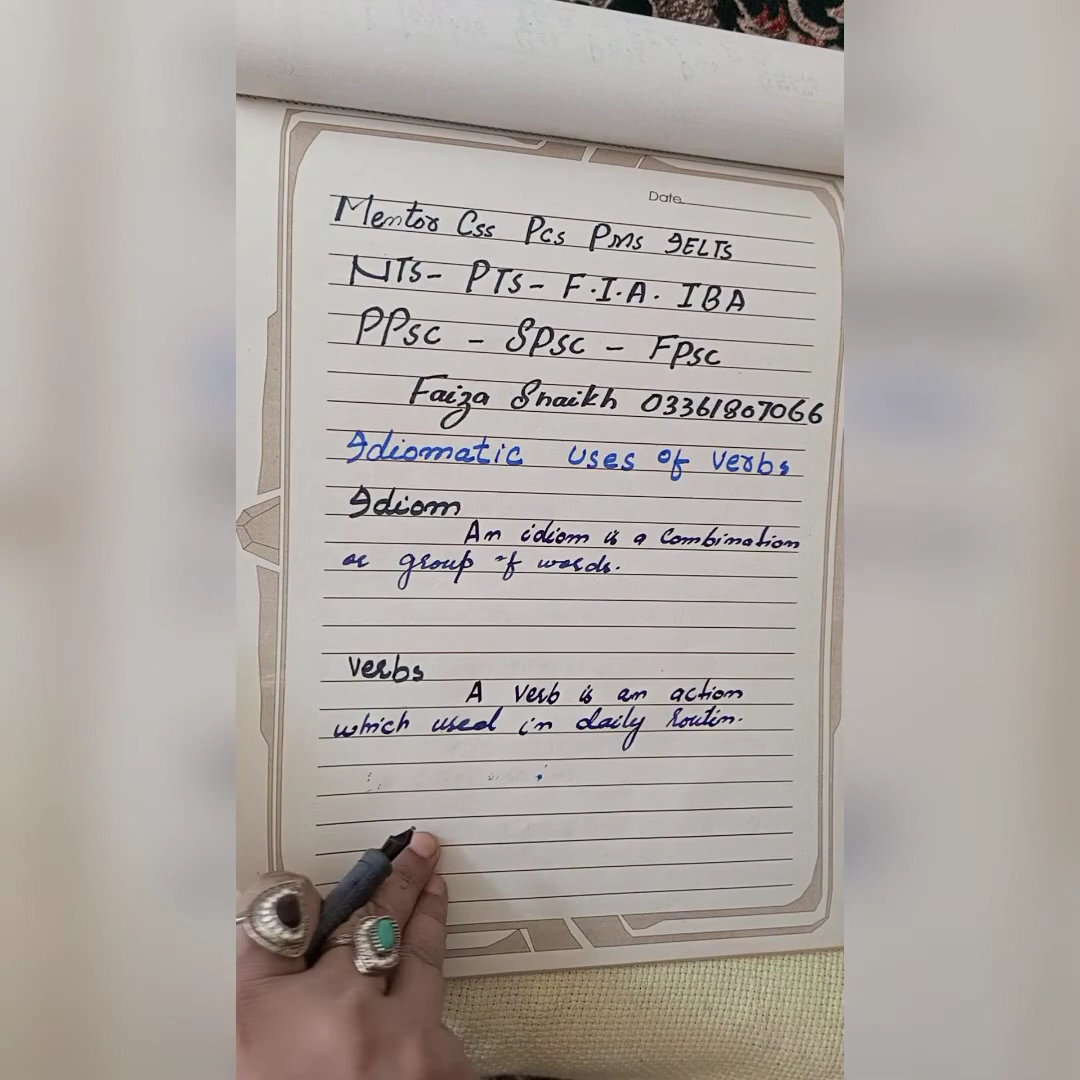 Date
Mentor Css Pcs Pms IELTS
NTS- PTS- F.I.A. IBA
PPsc - SPsc - FPsc
Faiza Shaikh 03361807066
Idiomatic uses of verbs
Idiom
An idiom is a combination
or group of words.
verbs
A verb is an action
which used in daily routin.